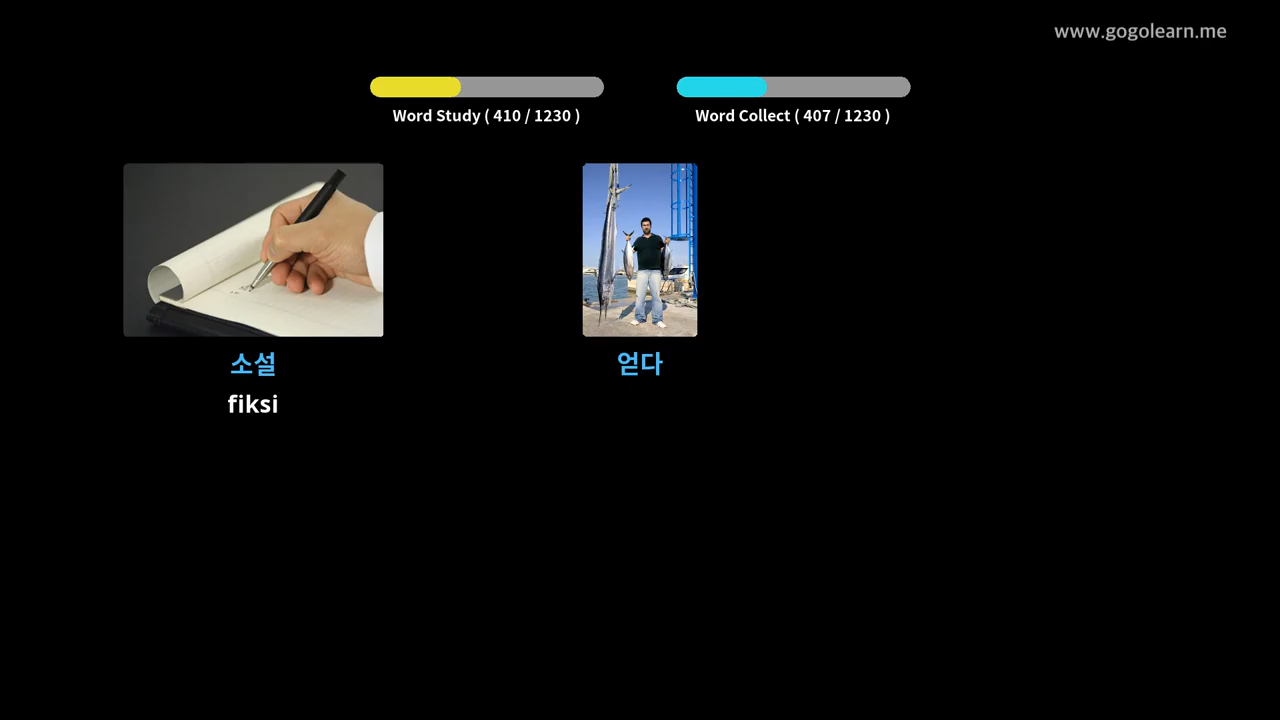 www.gogolearn.me
Word Study ( 410 / 1230 )
Word Collect ( 407 / 1230 )
소설
얻다
fiksi